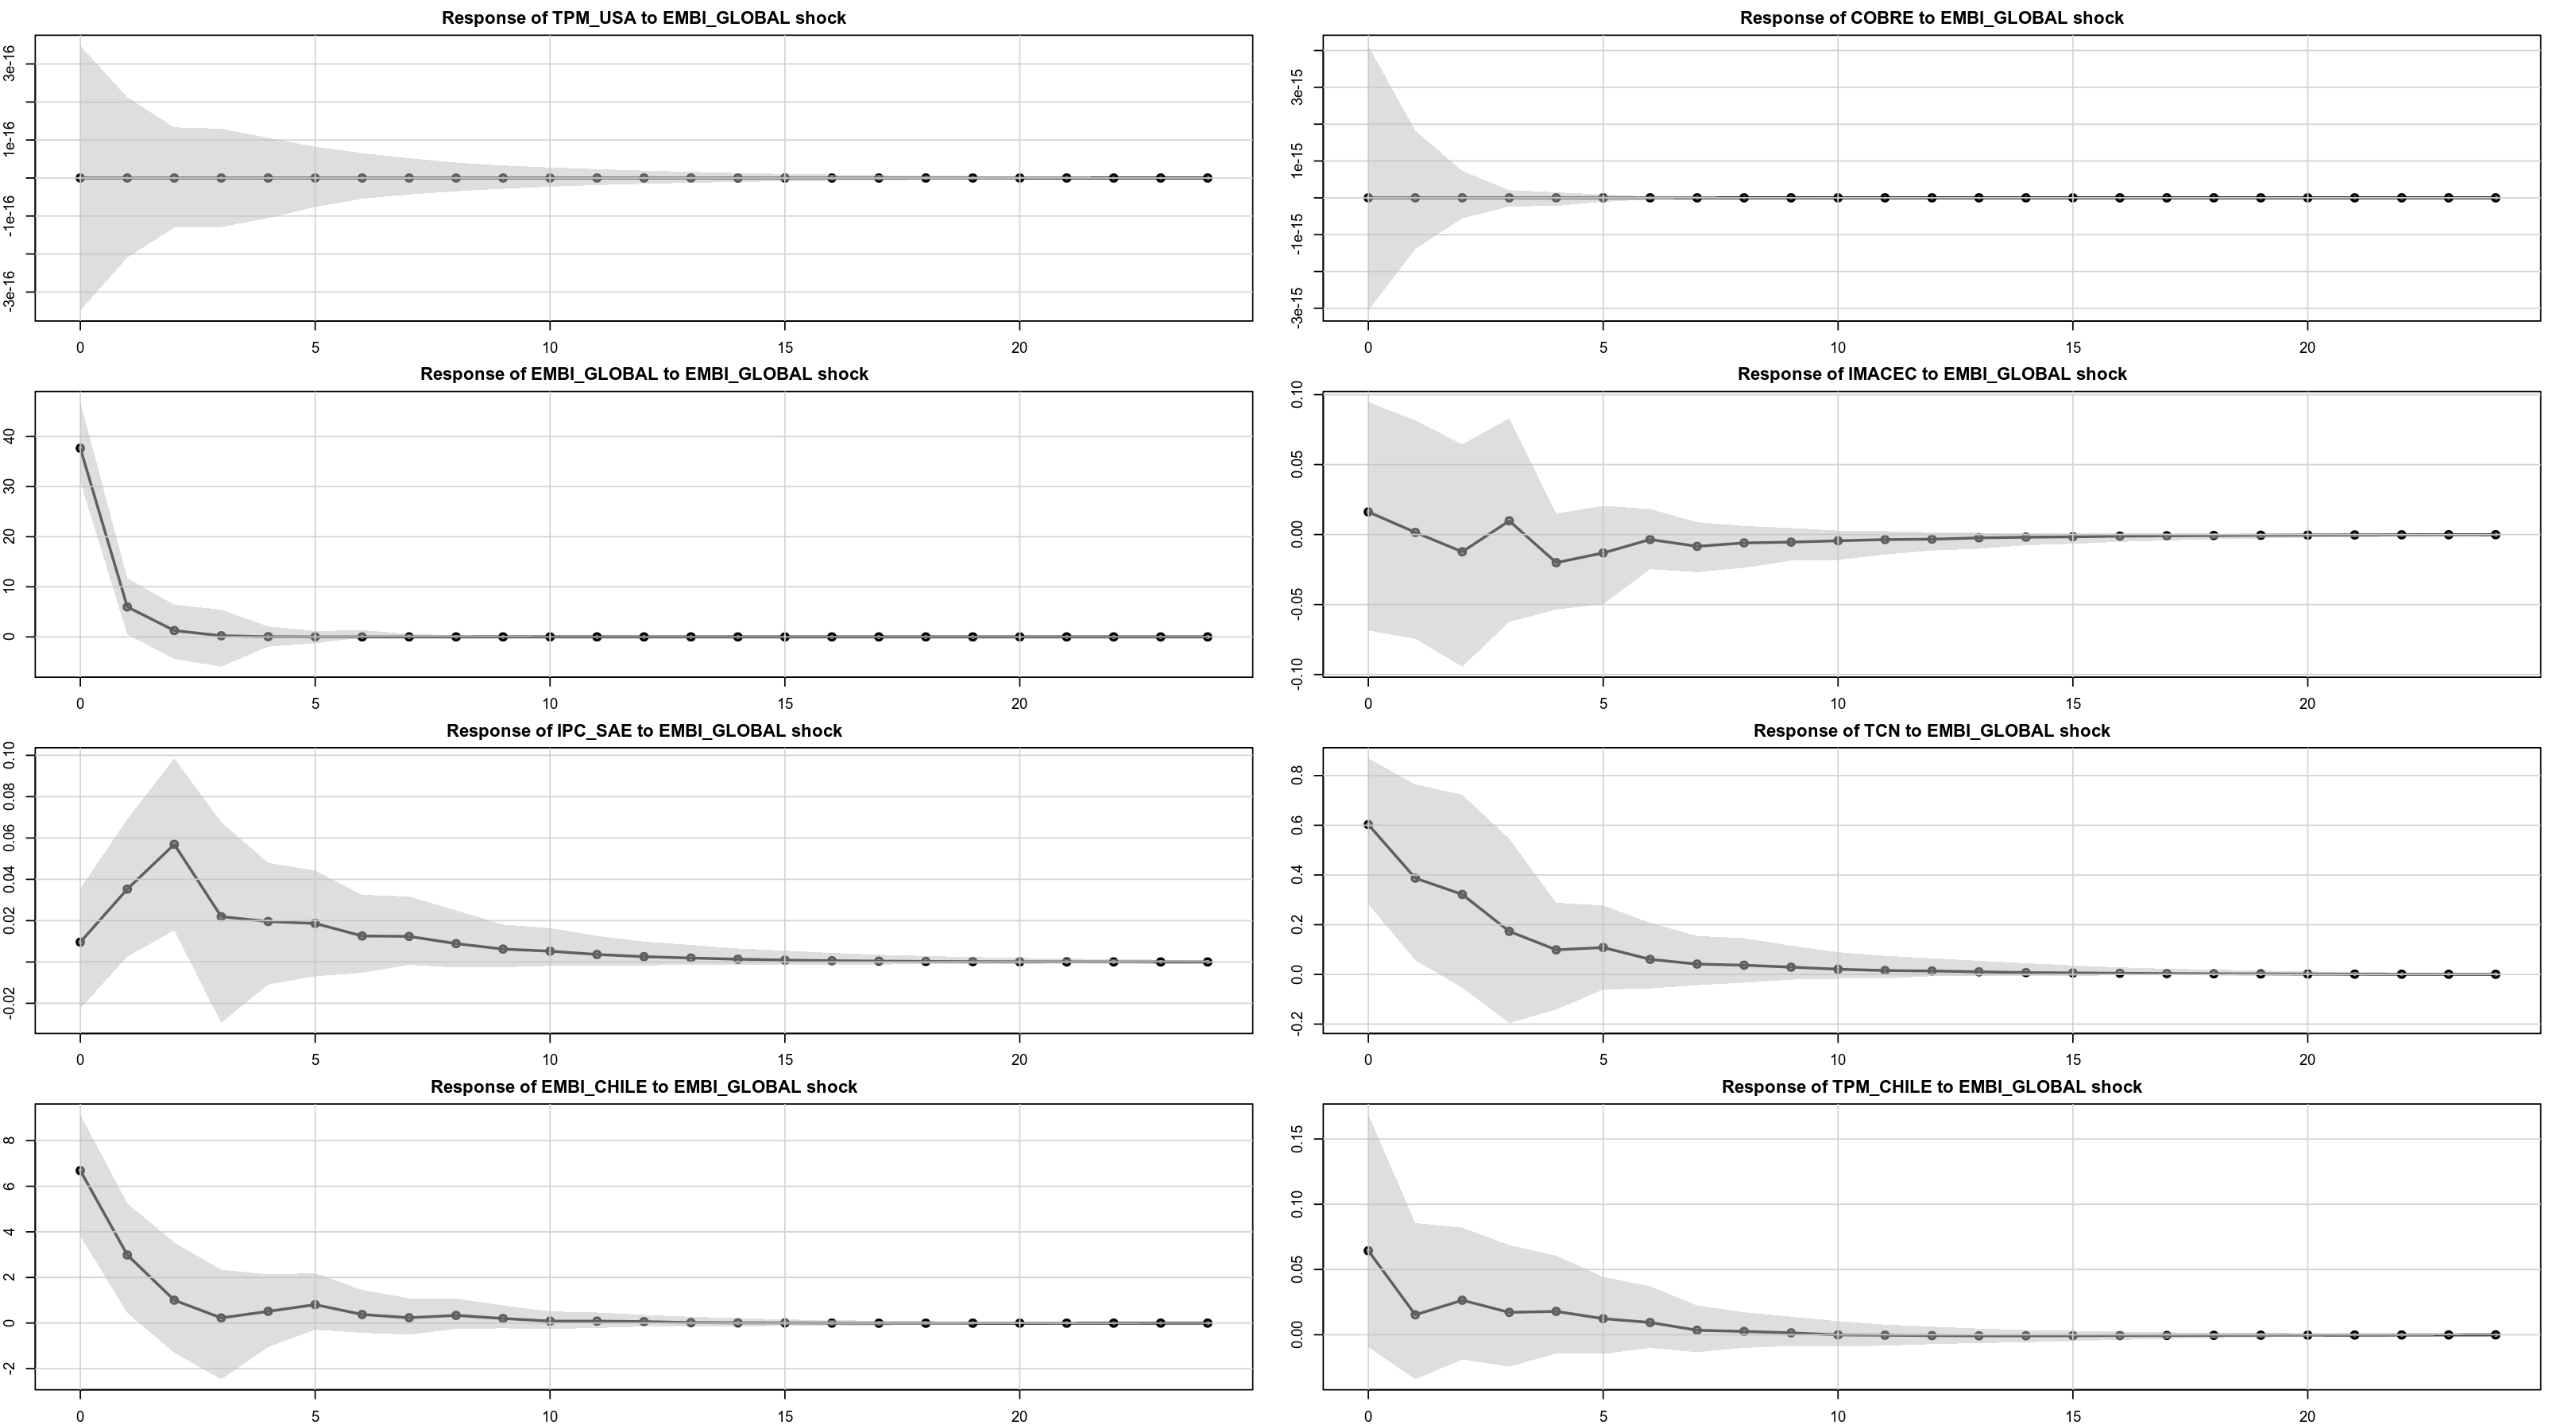 Response of TPM_USA to EMBI_GLOBAL shock
3e-16
1e-16
-1e-16
-3e-16
0 5 10 15 20
Response of COBRE to EMBI_GLOBAL shock
3e-15
1e-15
-1e-15
-3e-15
0 5 10 15 20
Response of EMBI_GLOBAL to EMBI_GLOBAL shock
40
30
20
10
0
0 5 10 15 20
Response of IMACEC to EMBI_GLOBAL shock
0.10
0.05
0.00
-0.05
-0.10
0 5 10 15 20
Response of IPC_SAE to EMBI_GLOBAL shock
0.10
0.08
0.06
0.04
0.02
-0.02
0 5 10 15 20
Response of TCN to EMBI_GLOBAL shock
0.8
0.6
0.4
0.2
0.0
-0.2
0 5 10 15 20
Response of EMBI_CHILE to EMBI_GLOBAL shock
8
6
4
2
0
-2
0 5 10 15 20
Response of TPM_CHILE to EMBI_GLOBAL shock
0.15
0.10
0.05
0.00
0 5 10 15 20